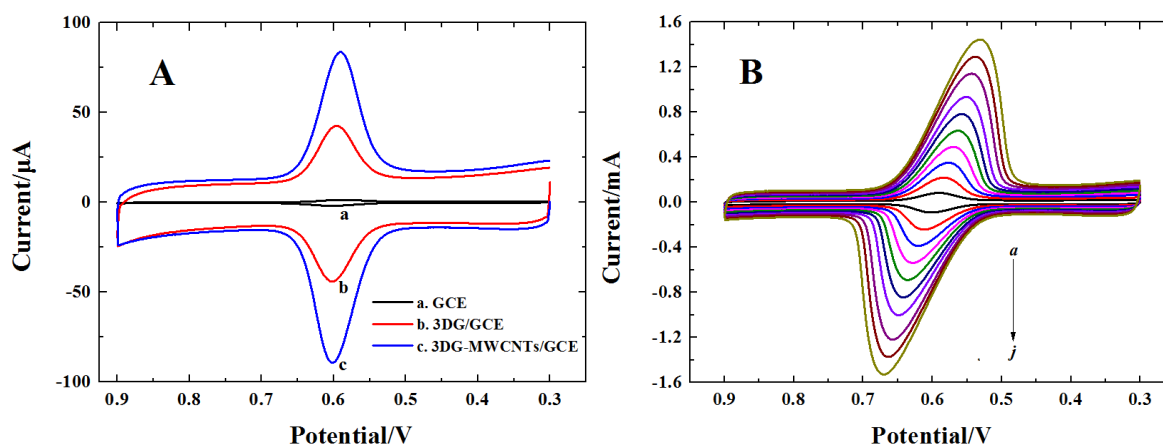 A
Current/μA
100
50
0
-50
-100
a
b
c
a. GCE
b. 3DG/GCE
c. 3DG-MWCNTs/GCE
0.9 0.8 0.7 0.6 0.5 0.4 0.3
Potential/V
B
Current/mA
1.6
1.2
0.8
0.4
0.0
-0.4
-0.8
-1.2
-1.6
a
j
0.9 0.8 0.7 0.6 0.5 0.4 0.3
Potential/V